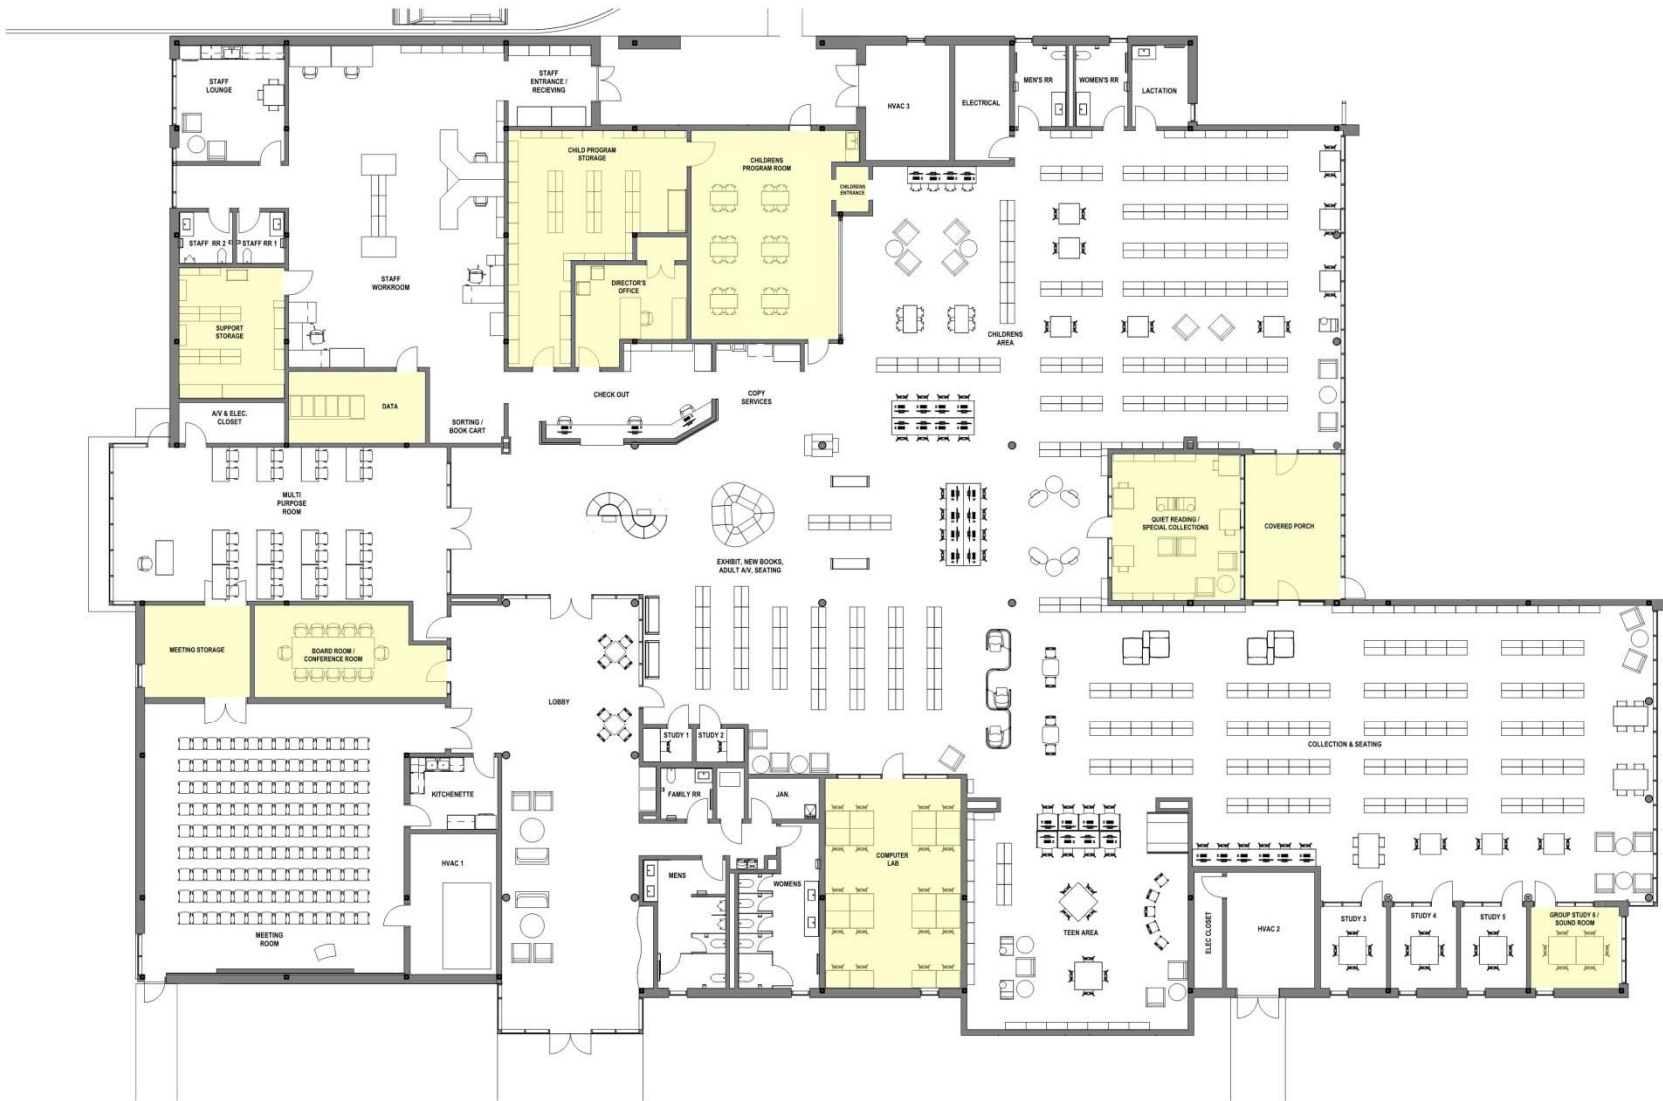 STAFF
LOUNGE
STAFF
ENTRANCE /
RECIEVING
HVAC 3
ELECTRICAL
MEN'S RR
WOMEN'S RR
LACTATION
CHILD PROGRAM
STORAGE
CHILDRENS
PROGRAM ROOM
CHILDRENS
ENTRANCE
STAFF RR 2
STAFF RR 1
STAFF
WORKROOM
DIRECTOR'S
OFFICE
SUPPORT
STORAGE
CHILDRENS
AREA
A/V & ELEC.
CLOSET
DATA
SORTING /
BOOK CART
CHECK OUT
COPY
SERVICES
MULTI
PURPOSE
ROOM
EXHIBIT, NEW BOOKS,
ADULT A/V, SEATING
QUIET READING /
SPECIAL COLLECTIONS
COVERED PORCH
MEETING STORAGE
BOARD ROOM /
CONFERENCE ROOM
LOBBY
STUDY 1
STUDY 2
COLLECTION & SEATING
KITCHENETTE
FAMILY RR
JAN.
HVAC 1
MENS
WOMENS
COMPUTER
LAB
MEETING
ROOM
TEEN AREA
ELEC CLOSET
HVAC 2
STUDY 3
STUDY 4
STUDY 5
GROUP STUDY 6 /
SOUND ROOM